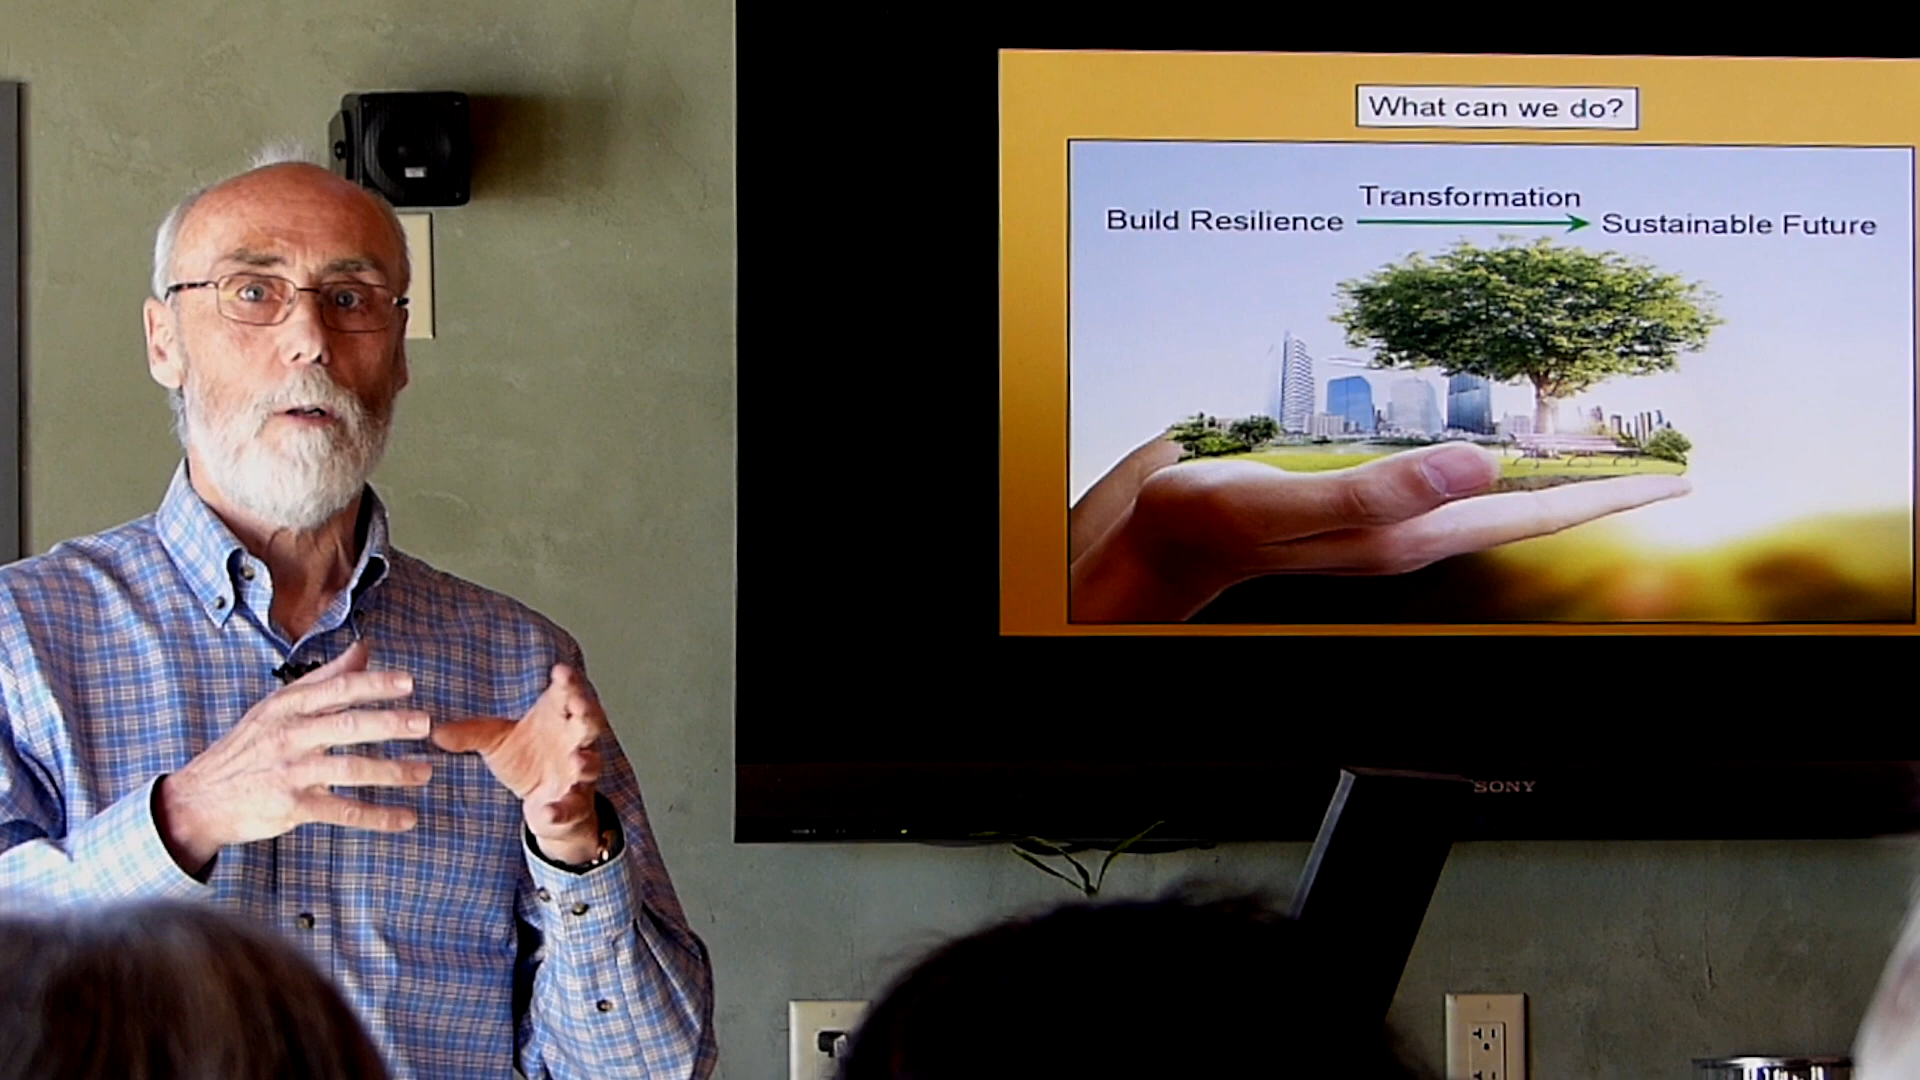 What can we do?
Transformation
Build Resilience
Sustainable Future
SONY